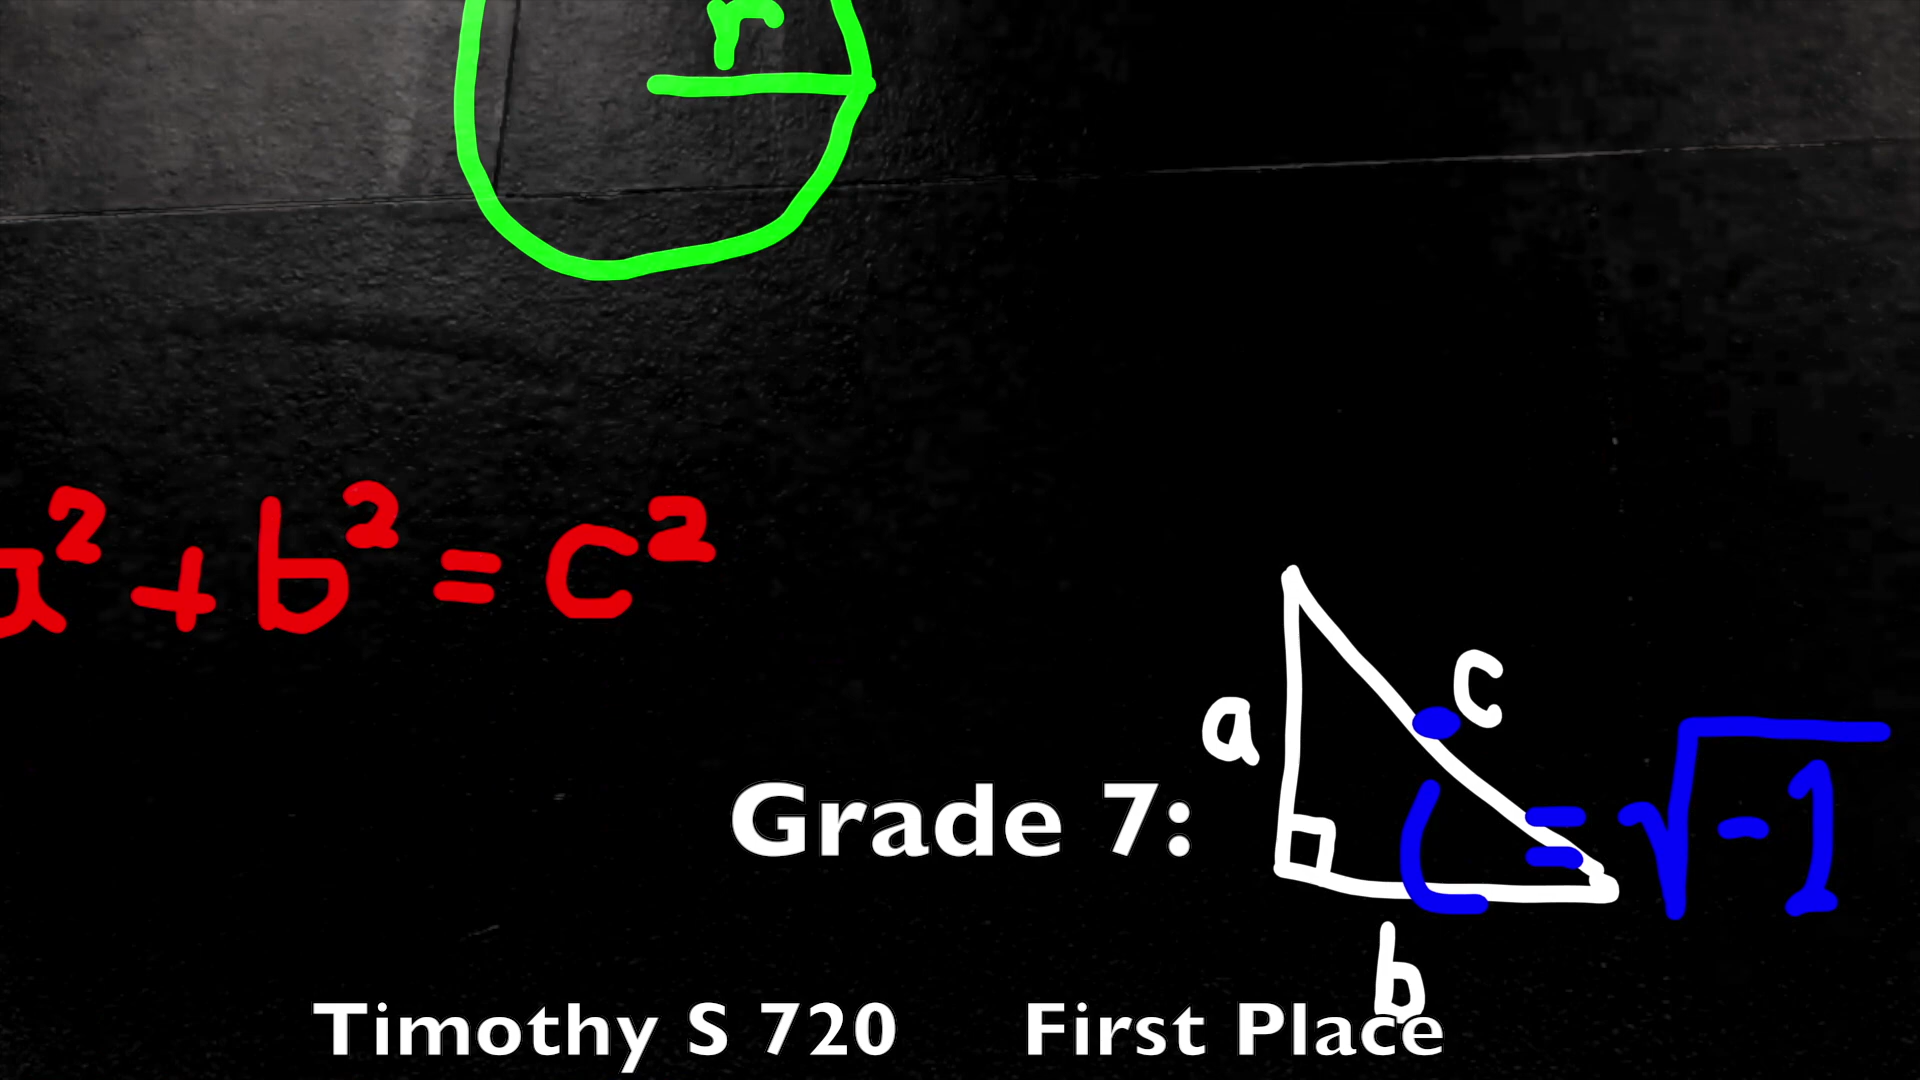 r
a² + b² = c²
c
a
i = √-1
Grade 7:
b
Timothy S 720 First Place